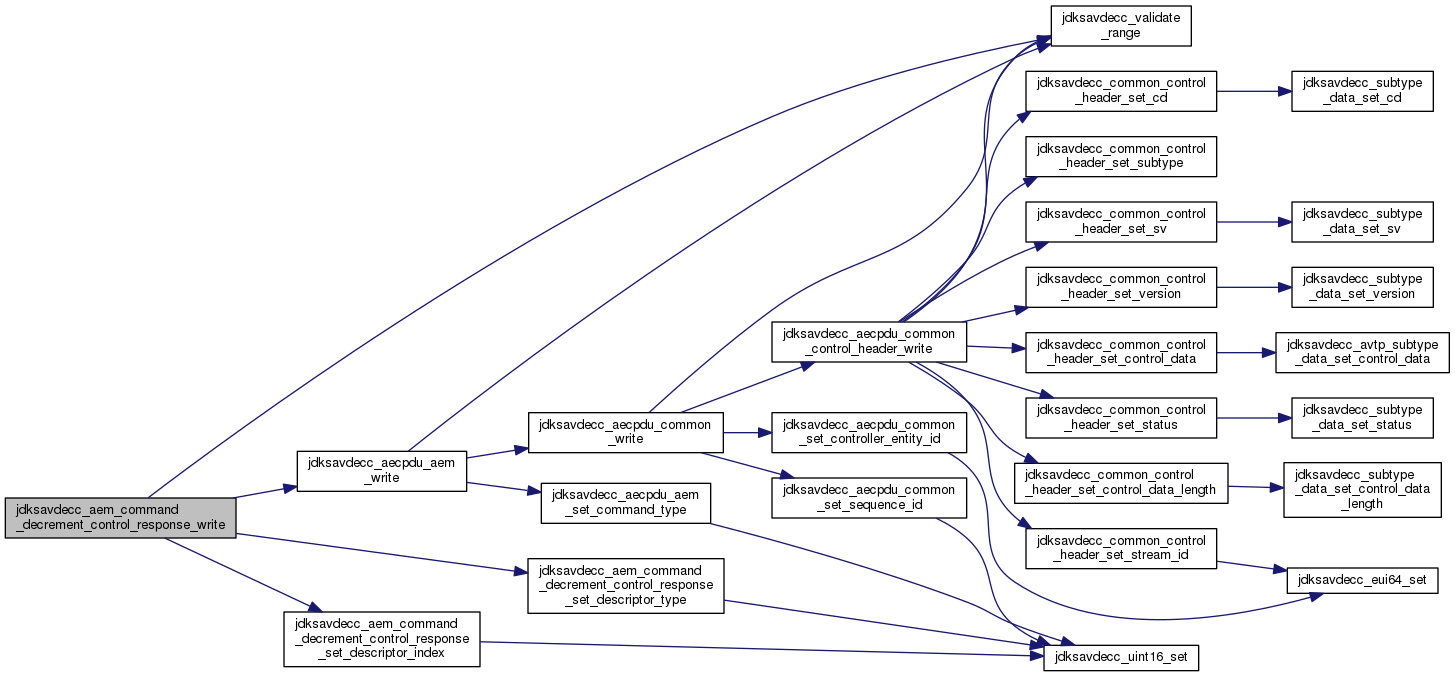 jdksavdecc_aem_command
_decrement_control_response_write
jdksavdecc_aecpdu_aem
_write
jdksavdecc_aem_command
_decrement_control_response
_set_descriptor_index
jdksavdecc_aecpdu_common
_write
jdksavdecc_aecpdu_aem
_set_command_type
jdksavdecc_aem_command
_decrement_control_response
_set_descriptor_type
jdksavdecc_aecpdu_common
_control_header_write
jdksavdecc_aecpdu_common
_set_controller_entity_id
jdksavdecc_aecpdu_common
_set_sequence_id
jdksavdecc_validate
_range
jdksavdecc_common_control
_header_set_cd
jdksavdecc_common_control
_header_set_subtype
jdksavdecc_common_control
_header_set_sv
jdksavdecc_common_control
_header_set_version
jdksavdecc_common_control
_header_set_control_data
jdksavdecc_common_control
_header_set_status
jdksavdecc_common_control
_header_set_control_data_length
jdksavdecc_common_control
_header_set_stream_id
jdksavdecc_uint16_set
jdksavdecc_subtype
_data_set_cd
jdksavdecc_subtype
_data_set_sv
jdksavdecc_subtype
_data_set_version
jdksavdecc_avtp_subtype
_data_set_control_data
jdksavdecc_subtype
_data_set_status
jdksavdecc_subtype
_data_set_control_data
_length
jdksavdecc_eui64_set